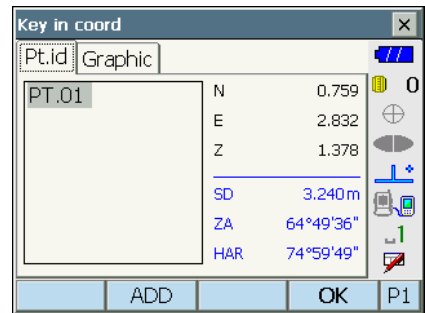 Key in coord
Pt.id Graphic
PT.01
N 0.759
E 2.832
Z 1.378
SD 3.240m
ZA 64°49'36"
HAR 74°59'49"
0
1
ADD OK P1